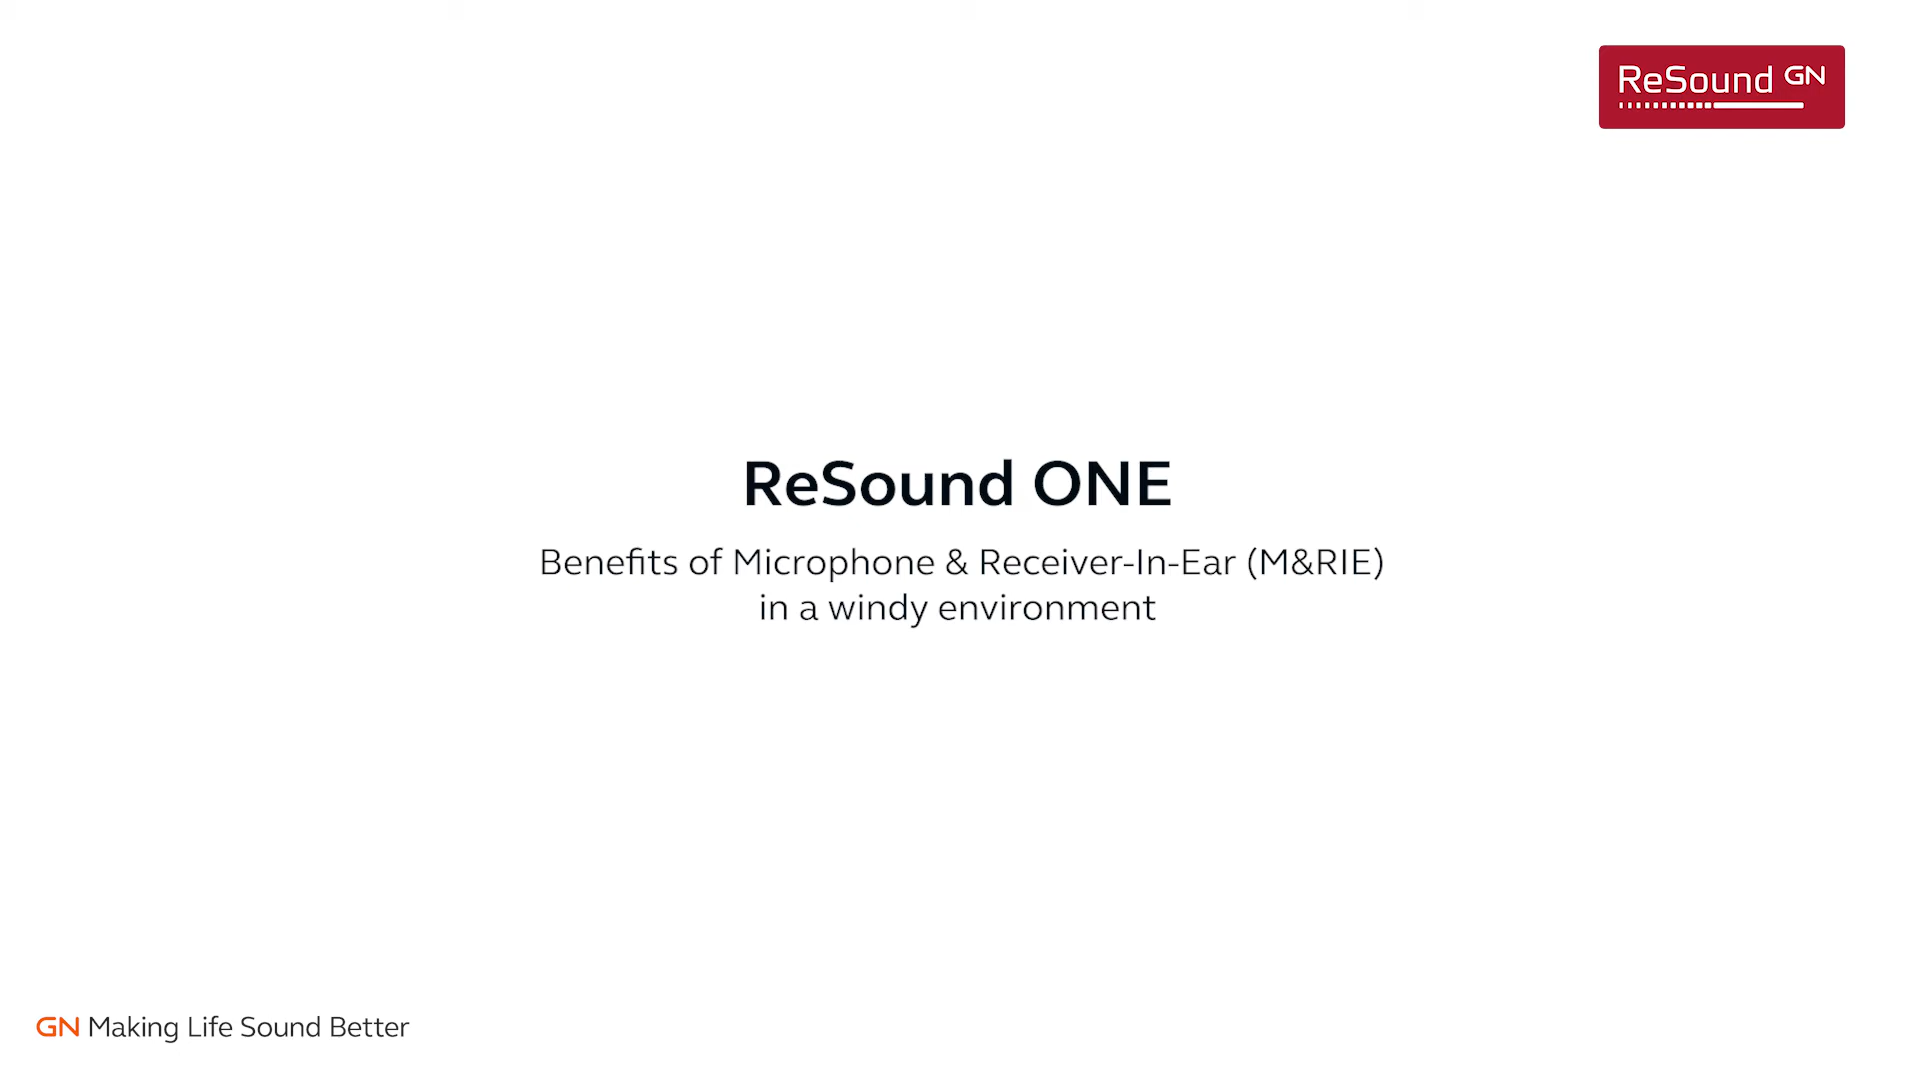 ReSound GN
ReSound ONE
Benefits of Microphone & Receiver-In-Ear (M&RIE)
in a windy environment
GN Making Life Sound Better